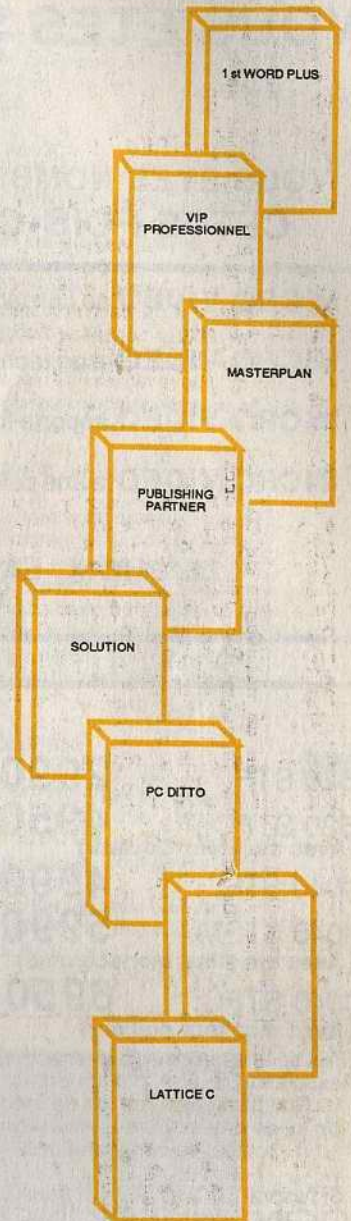 1 st WORD PLUS
VIP
PROFESSIONNEL
MASTERPLAN
PUBLISHING
PARTNER
SOLUTION
PC DITTO
LATTICE C